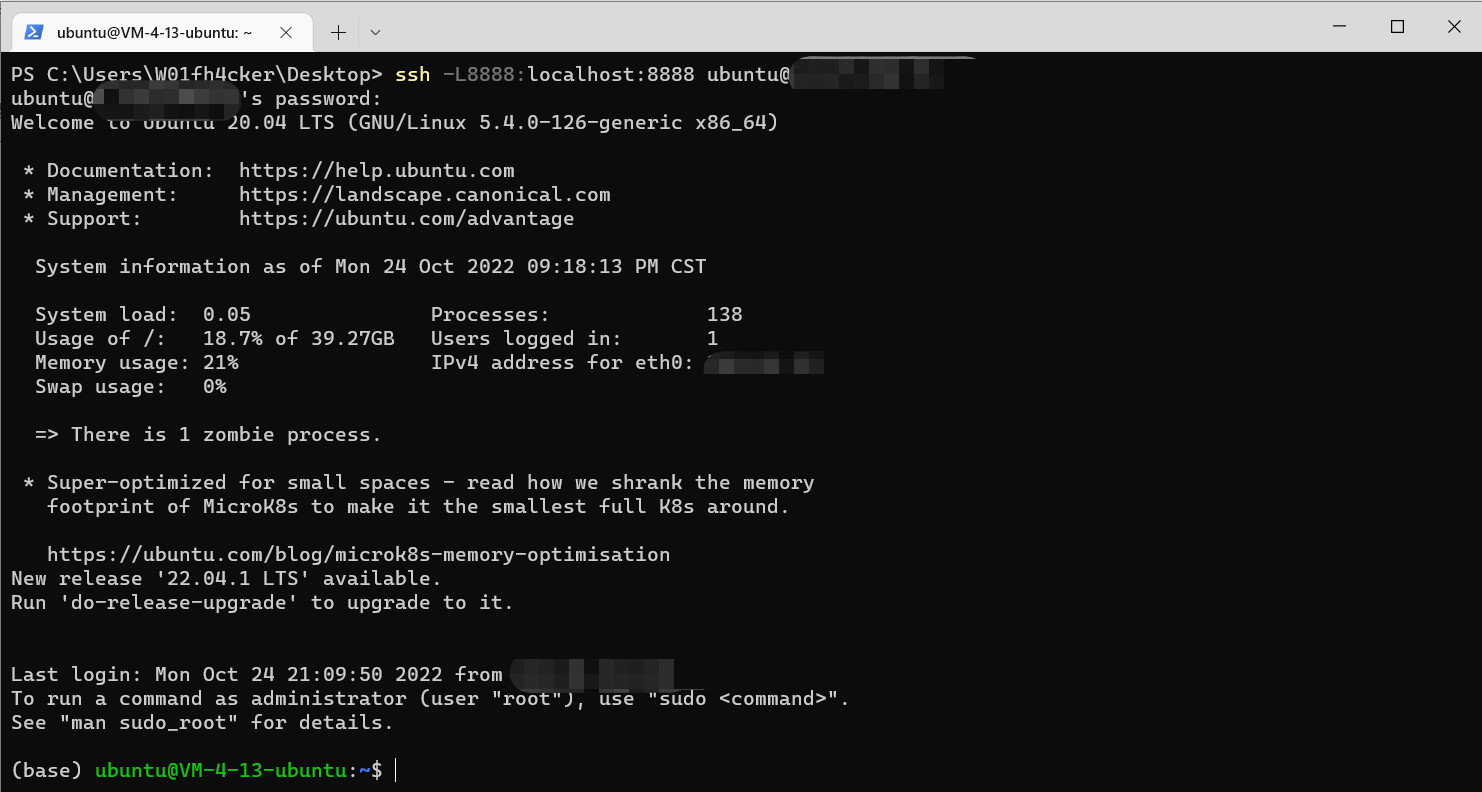 ubuntu@VM-4-13-ubuntu: ~
PS C:\Users\W01fh4cker\Desktop> ssh -L8888:localhost:8888 ubuntu@
ubuntu@ 's password:
Welcome to Ubuntu 20.04 LTS (GNU/Linux 5.4.0-126-generic x86_64)
* Documentation: https://help.ubuntu.com
* Management: https://landscape.canonical.com
* Support: https://ubuntu.com/advantage
System information as of Mon 24 Oct 2022 09:18:13 PM CST
System load: 0.05 Processes: 138
Usage of /: 18.7% of 39.27GB Users logged in: 1
Memory usage: 21% IPv4 address for eth0:
Swap usage: 0%
=> There is 1 zombie process.
* Super-optimized for small spaces - read how we shrank the memory
footprint of MicroK8s to make it the smallest full K8s around.
https://ubuntu.com/blog/microk8s-memory-optimisation
New release '22.04.1 LTS' available.
Run 'do-release-upgrade' to upgrade to it.
Last login: Mon Oct 24 21:09:50 2022 from
To run a command as administrator (user "root"), use "sudo <command>".
See "man sudo_root" for details.
(base) ubuntu@VM-4-13-ubuntu:~$